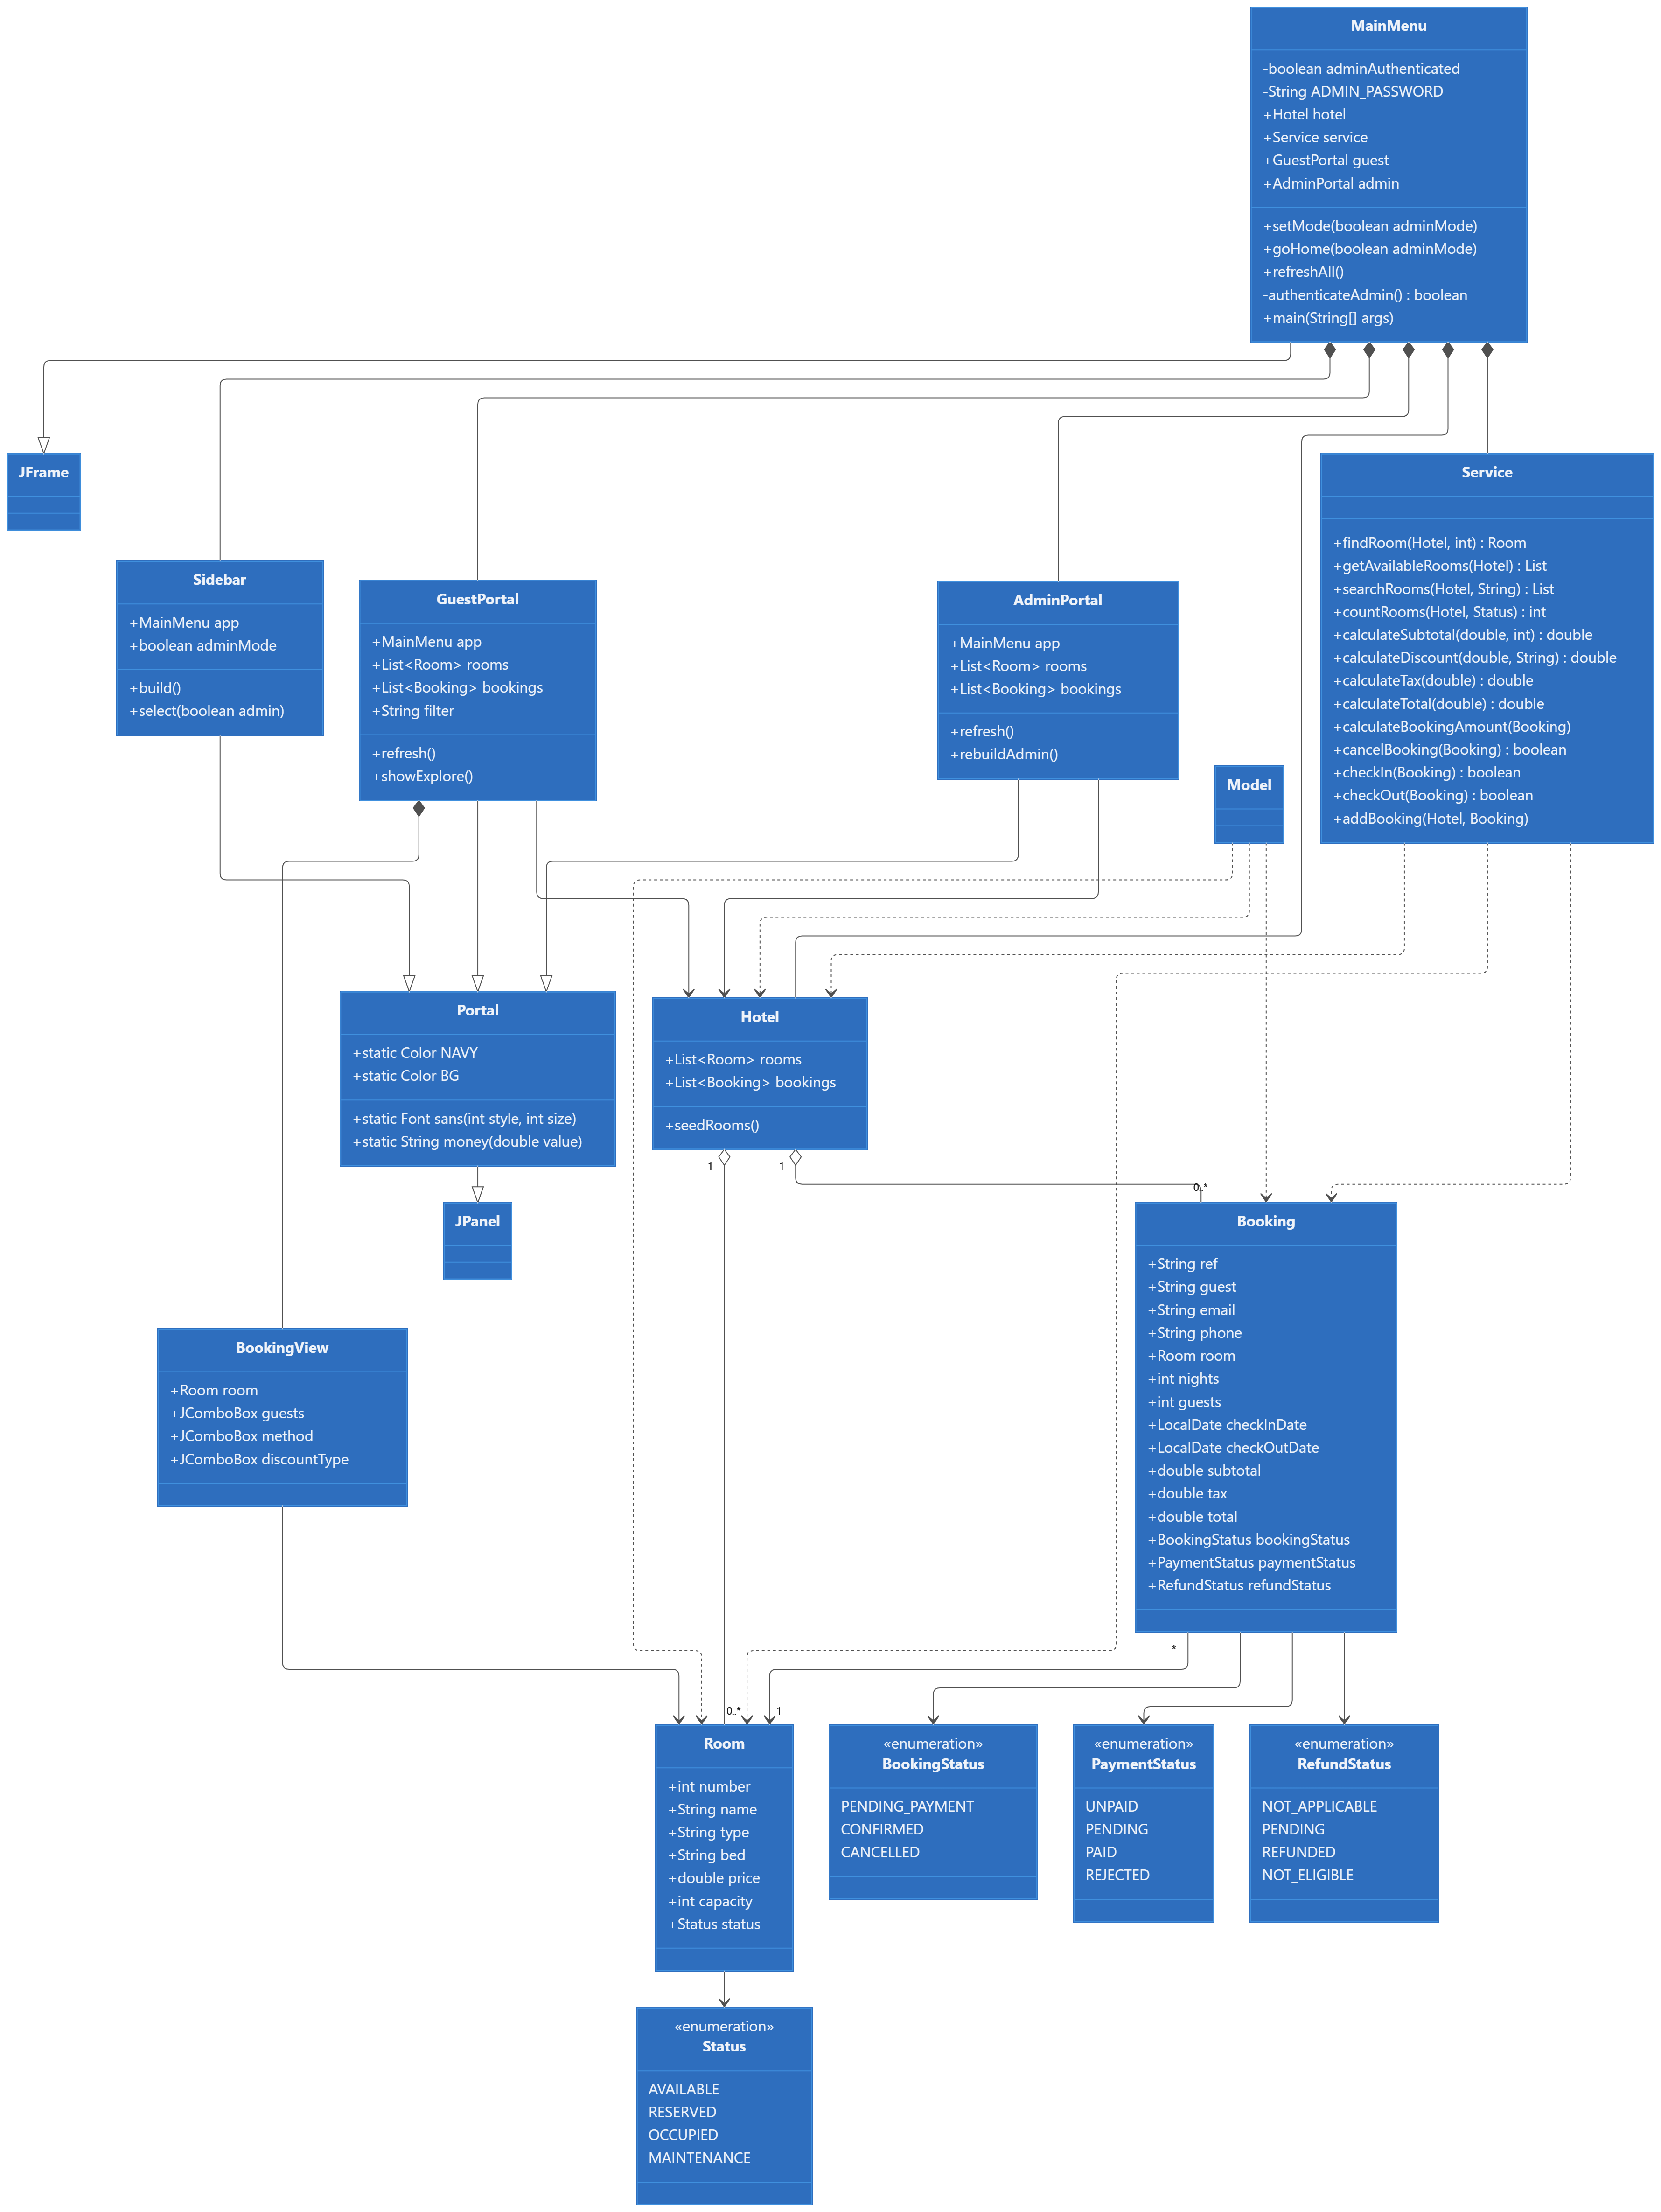 MainMenu
-boolean adminAuthenticated
-String ADMIN_PASSWORD
+Hotel hotel
+Service service
+GuestPortal guest
+AdminPortal admin
+setMode(boolean adminMode)
+goHome(boolean adminMode)
+refreshAll()
-authenticateAdmin() : boolean
+main(String[] args)
JFrame
Service
+findRoom(Hotel, int) : Room
+getAvailableRooms(Hotel) : List
+searchRooms(Hotel, String) : List
+countRooms(Hotel, Status) : int
+calculateSubtotal(double, int) : double
+calculateDiscount(double, String) : double
+calculateTax(double) : double
+calculateTotal(double) : double
+calculateBookingAmount(Booking)
+cancelBooking(Booking) : boolean
+checkIn(Booking) : boolean
+checkOut(Booking) : boolean
+addBooking(Hotel, Booking)
Sidebar
+MainMenu app
+boolean adminMode
+build()
+select(boolean admin)
GuestPortal
+MainMenu app
+List<Room> rooms
+List<Booking> bookings
+String filter
+refresh()
+showExplore()
AdminPortal
+MainMenu app
+List<Room> rooms
+List<Booking> bookings
+refresh()
+rebuildAdmin()
Model
Portal
+static Color NAVY
+static Color BG
+static Font sans(int style, int size)
+static String money(double value)
Hotel
+List<Room> rooms
+List<Booking> bookings
+seedRooms()
1
1
0..*
JPanel
Booking
+String ref
+String guest
+String email
+String phone
+Room room
+int nights
+int guests
+LocalDate checkInDate
+LocalDate checkOutDate
+double subtotal
+double tax
+double total
+BookingStatus bookingStatus
+PaymentStatus paymentStatus
+RefundStatus refundStatus
BookingView
+Room room
+JComboBox guests
+JComboBox method
+JComboBox discountType
*
0..*
1
Room
+int number
+String name
+String type
+String bed
+double price
+int capacity
+Status status
«enumeration»
BookingStatus
PENDING_PAYMENT
CONFIRMED
CANCELLED
«enumeration»
PaymentStatus
UNPAID
PENDING
PAID
REJECTED
«enumeration»
RefundStatus
NOT_APPLICABLE
PENDING
REFUNDED
NOT_ELIGIBLE
«enumeration»
Status
AVAILABLE
RESERVED
OCCUPIED
MAINTENANCE